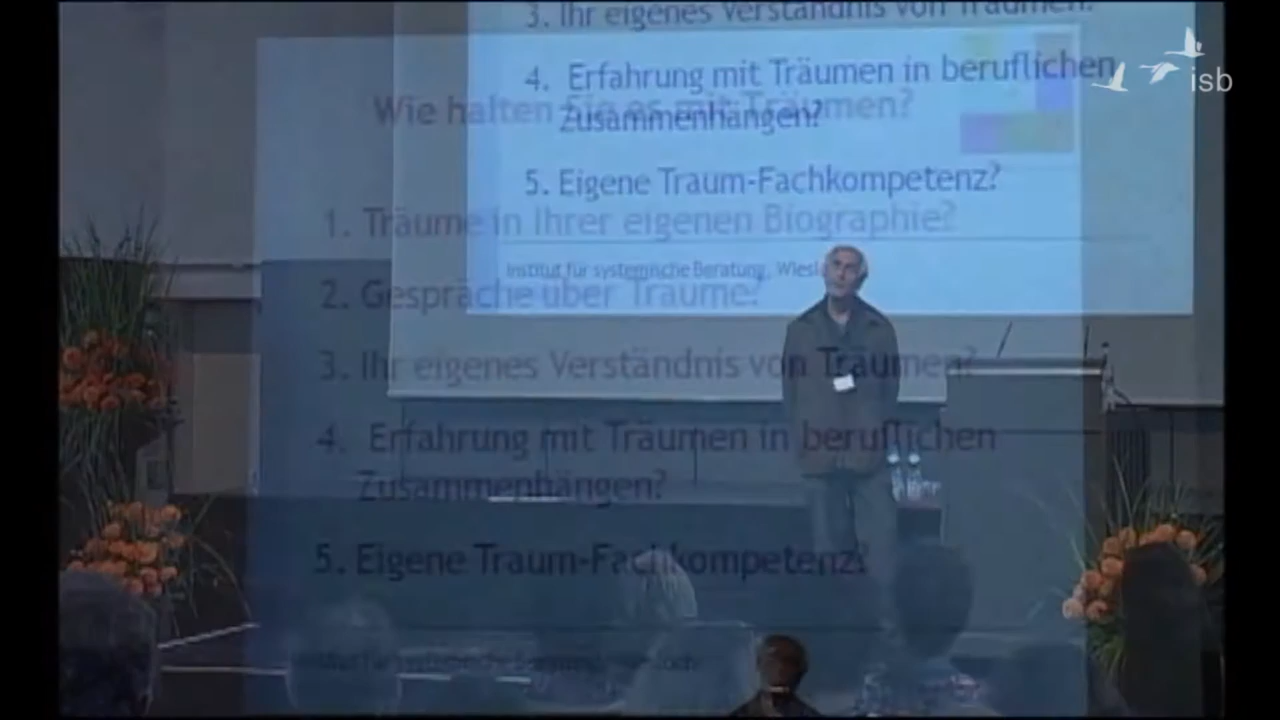 3. Ihr eigenes Verständnis von Träumen?
4. Erfahrung mit Träumen in beruflichen
Zusammenhängen?
5. Eigene Traum-Fachkompetenz?
Institut für systemische Beratung,
isb
Wie halten Sie es mit Träumen?
1. Träume in Ihrer eigenen Biographie?
2. Gespräche über Träume?
3. Ihr eigenes Verständnis von Träumen?
4. Erfahrung mit Träumen in beruflichen
Zusammenhängen?
5. Eigene Traum-Fachkompetenz?